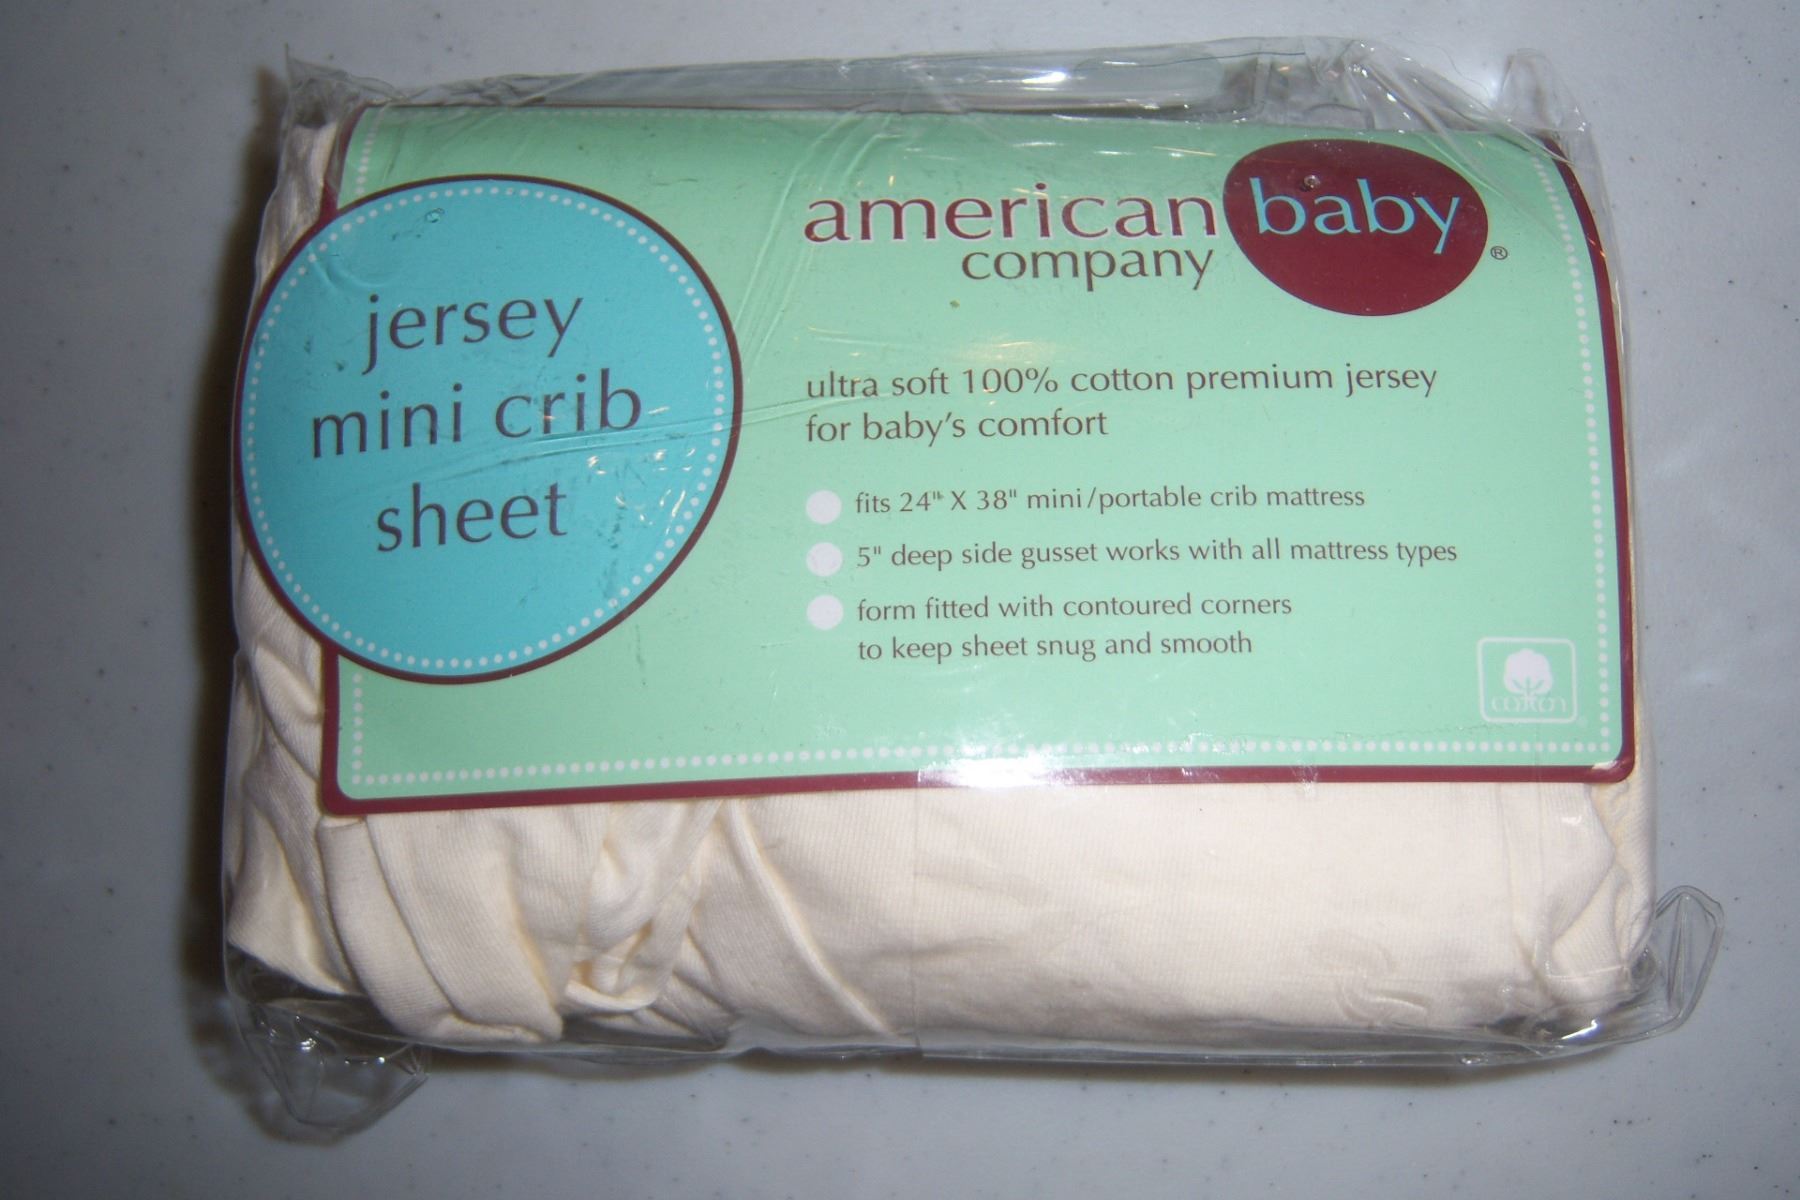 jersey
mini crib
sheet
american baby
company
®
ultra soft 100% cotton premium jersey
for baby's comfort
fits 24" X 38" mini/portable crib mattress
5" deep side gusset works with all mattress types
form fitted with contoured corners
to keep sheet snug and smooth
cotton
®